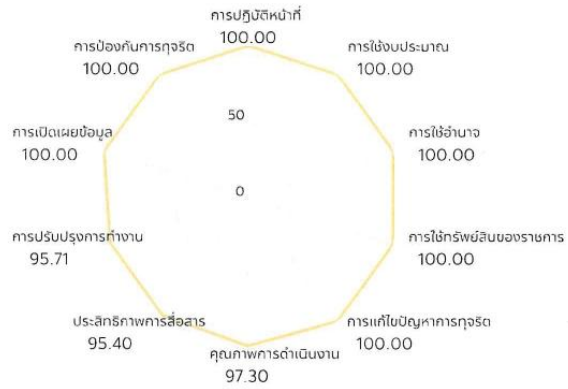 การปฏิบัติหน้าที่
100.00
การป้องกันการทุจริต
100.00
การใช้งบประมาณ
100.00
50
การเปิดเผยข้อมูล
100.00
การใช้อำนาจ
100.00
0
การปรับปรุงการทำงาน
95.71
การใช้ทรัพย์สินของราชการ
100.00
ประสิทธิภาพการสื่อสาร
95.40
การแก้ไขปัญหาการทุจริต
100.00
คุณภาพการดำเนินงาน
97.30